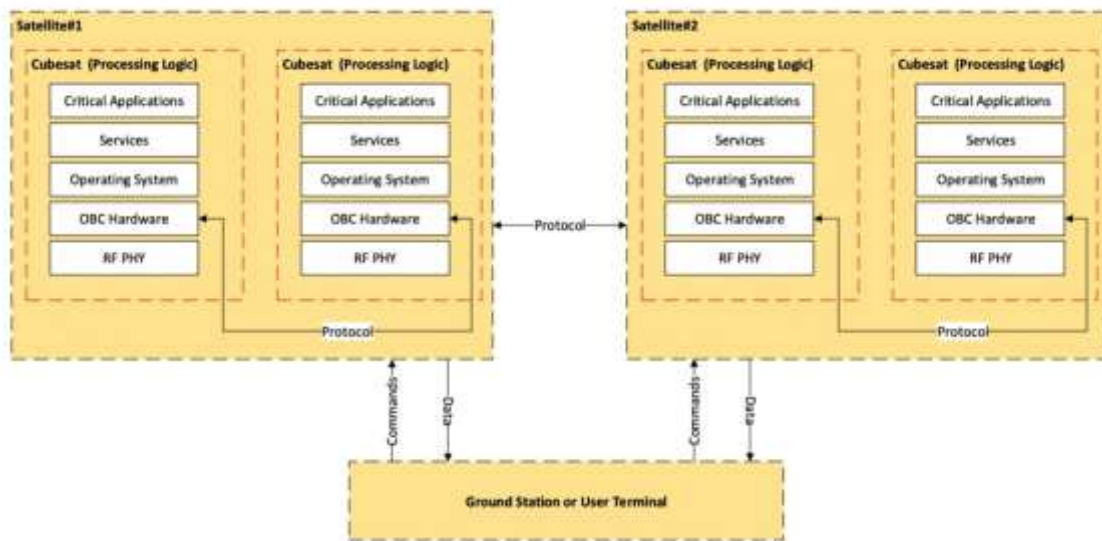 Satellite#1
Cubesat (Processing Logic)
Critical Applications
Services
Operating System
OBC Hardware
RF PHY
Cubesat (Processing Logic)
Critical Applications
Services
Operating System
OBC Hardware
RF PHY
Protocol
Protocol
Satellite#2
Cubesat (Processing Logic)
Critical Applications
Services
Operating System
OBC Hardware
RF PHY
Cubesat (Processing Logic)
Critical Applications
Services
Operating System
OBC Hardware
RF PHY
Protocol
Commands
Data
Commands
Data
Ground Station or User Terminal